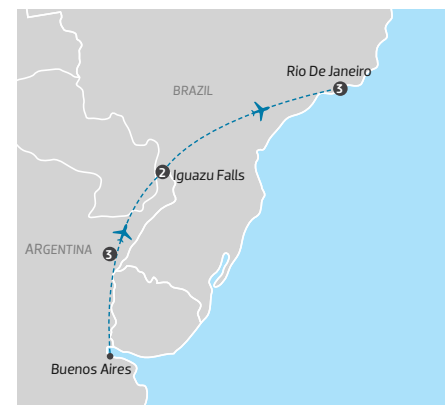 Rio De Janeiro
3
BRAZIL
2
Iguazu Falls
ARGENTINA
3
Buenos Aires